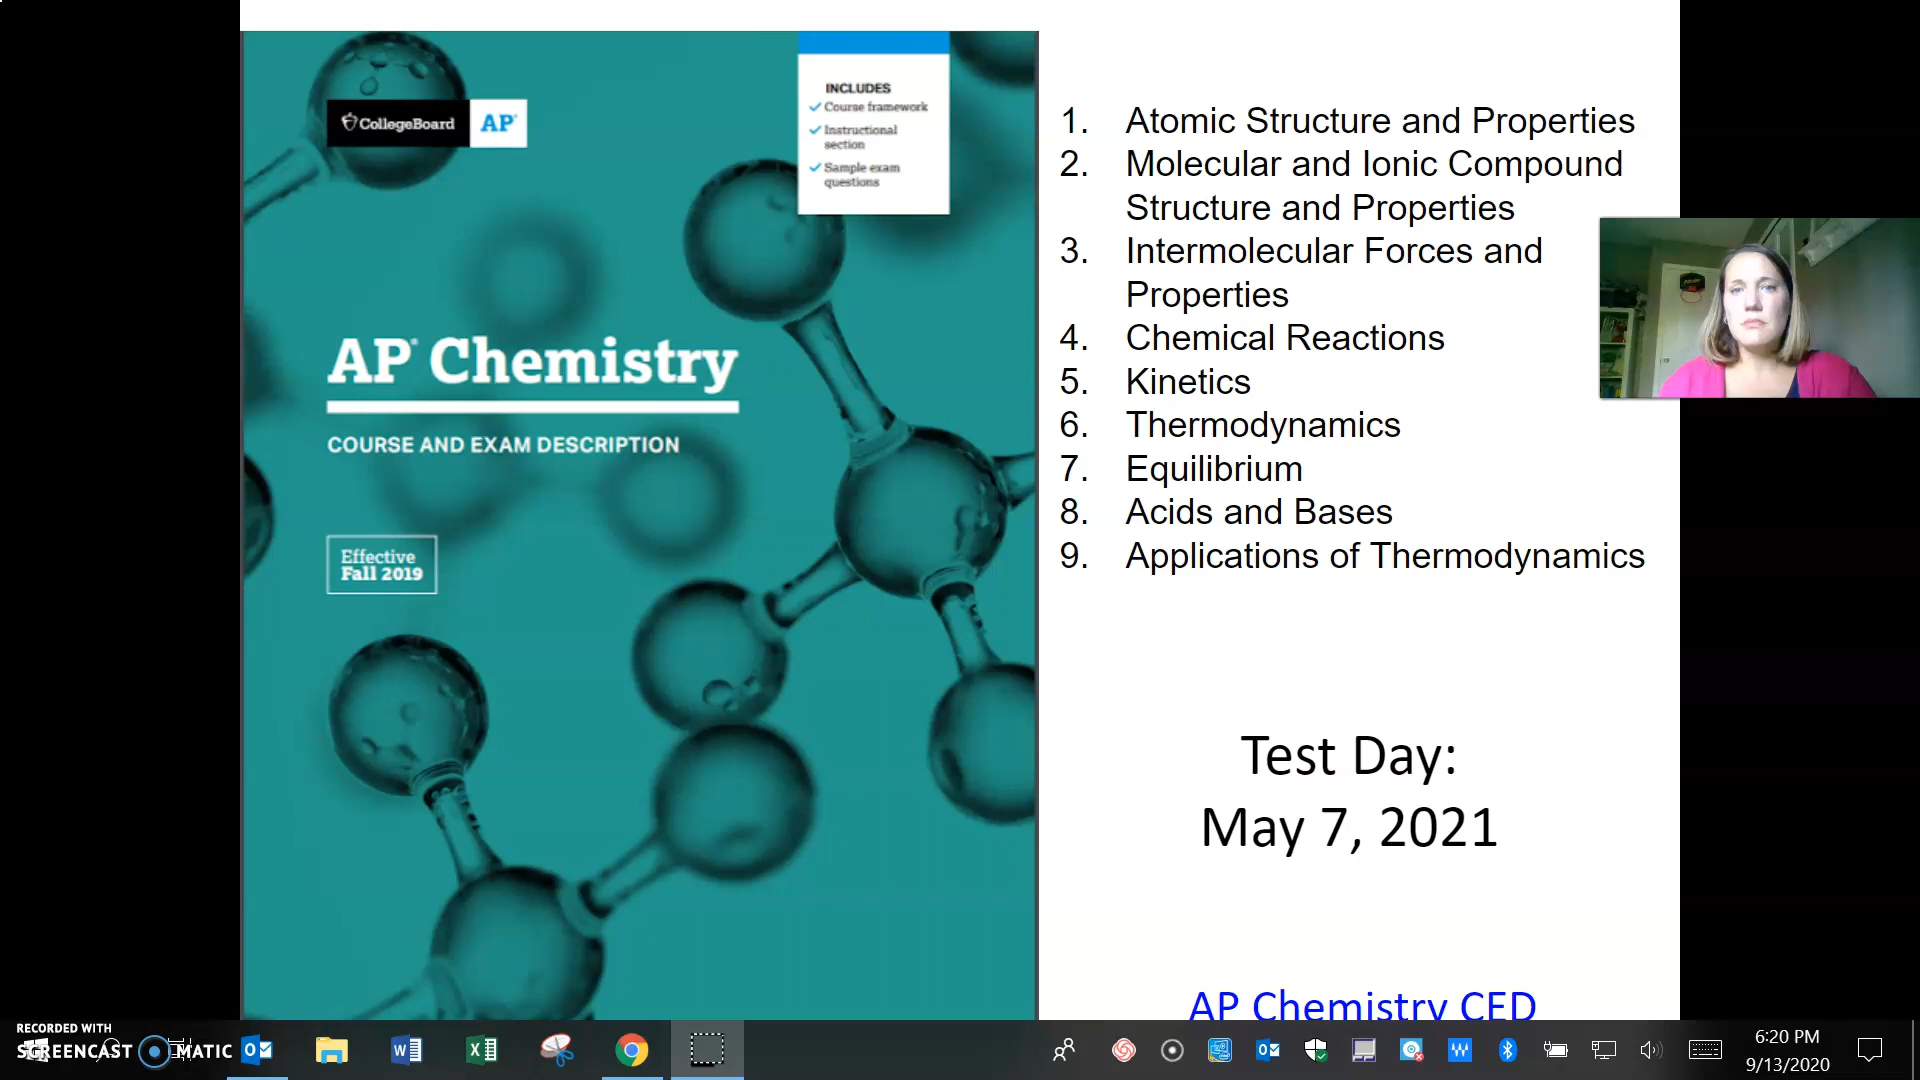 CollegeBoard
AP®
INCLUDES
Course framework
Instructional
section
Sample exam
questions
AP® Chemistry
COURSE AND EXAM DESCRIPTION
Effective
Fall 2019
1. Atomic Structure and Properties
2. Molecular and Ionic Compound
Structure and Properties
3. Intermolecular Forces and
Properties
4. Chemical Reactions
5. Kinetics
6. Thermodynamics
7. Equilibrium
8. Acids and Bases
9. Applications of Thermodynamics
Test Day:
May 7, 2021
AP Chemistry CED
RECORDED WITH
SCREENCAST MATIC
6:20 PM
9/13/2020